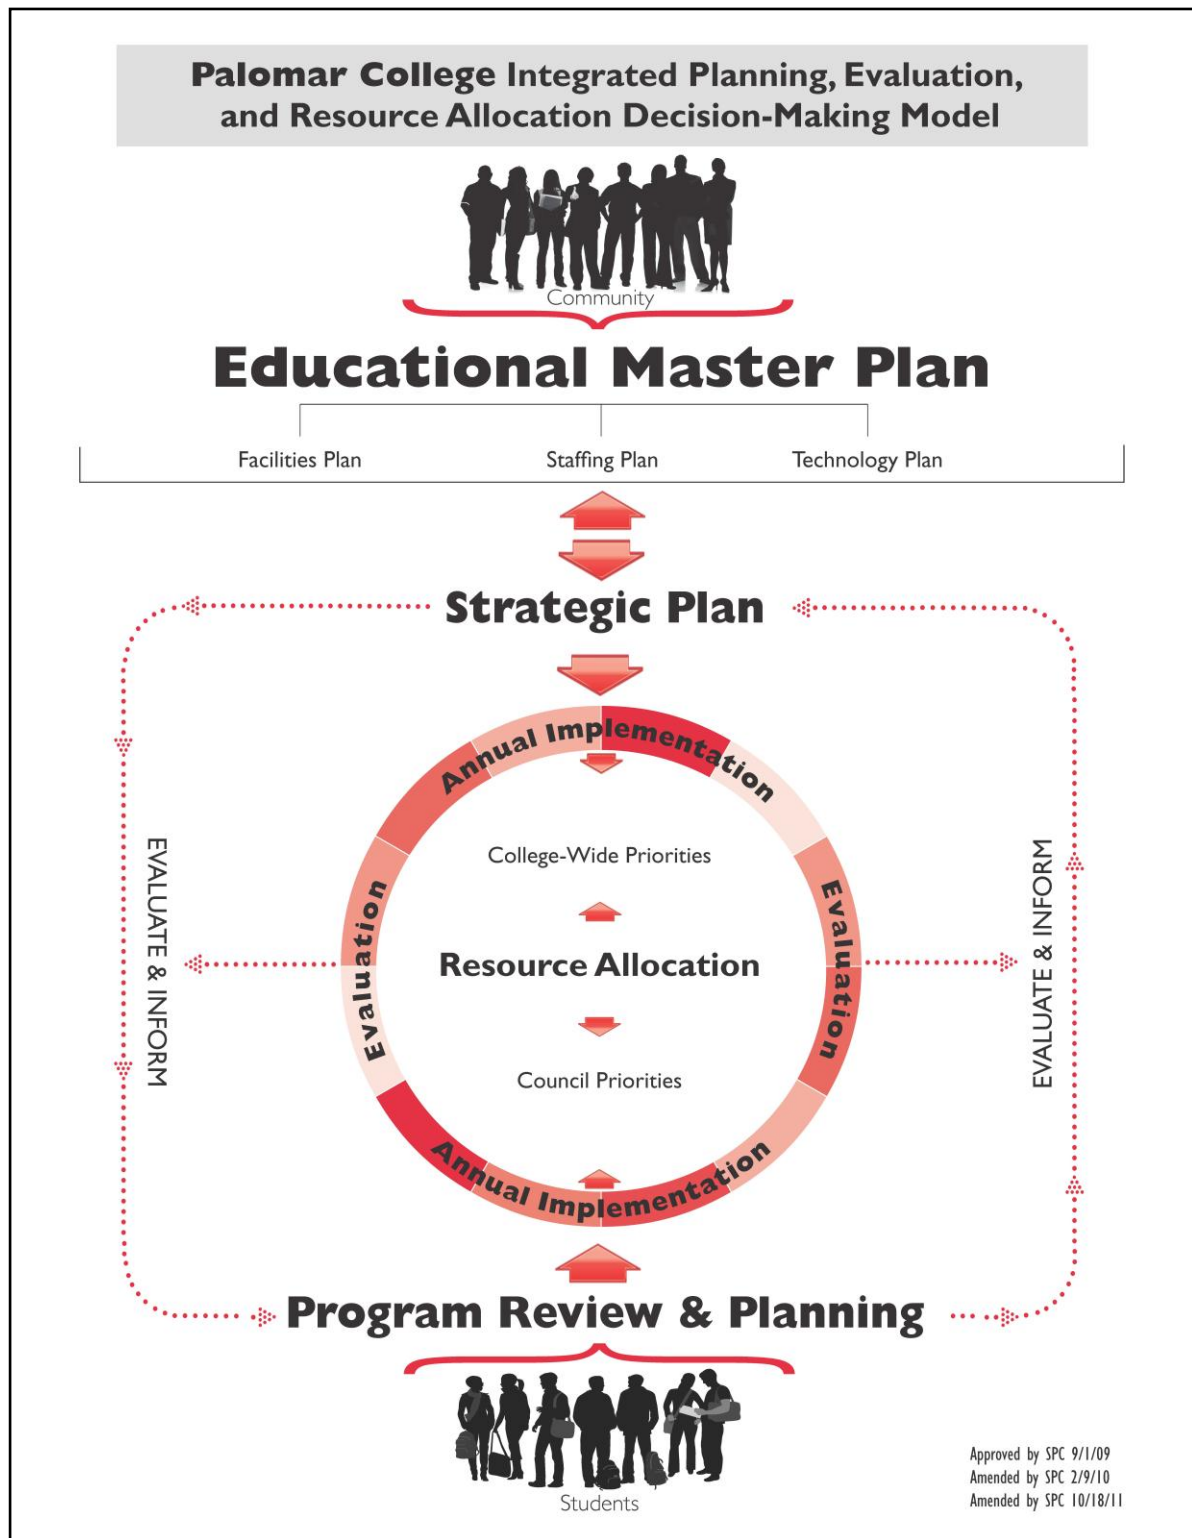 Palomar College Integrated Planning, Evaluation,
and Resource Allocation Decision-Making Model
Community
Educational Master Plan
Facilities Plan
Staffing Plan
Technology Plan
Strategic Plan
Annual Implementation
College-Wide Priorities
EVALUATE & INFORM
Evaluation
Resource Allocation
Evaluation
EVALUATE & INFORM
Council Priorities
Annual Implementation
Program Review & Planning
Students
Approved by SPC 9/1/09
Amended by SPC 2/9/10
Amended by SPC 10/18/11